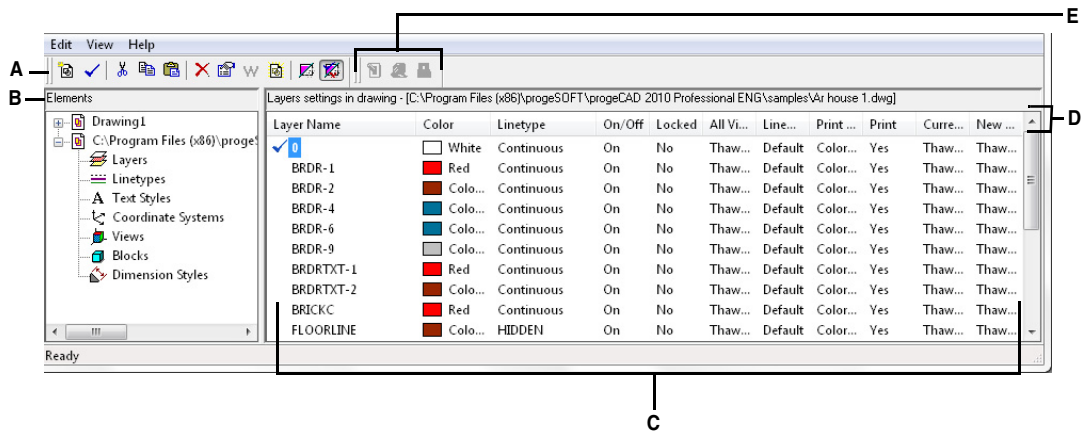 E
Edit View Help
A
W
B
Elements
Layers settings in drawing - [C:\Program Files (x86)\progeSOFT\progeCAD 2010 Professional ENG\samples\Ar house 1.dwg]
D
Drawing1
C:\Program Files (x86)\proge
Layers
Linetypes
A Text Styles
Coordinate Systems
Views
Blocks
Dimension Styles
Layer Name Color Linetype On/Off Locked All Vi... Line... Print ... Print Curre... New ...
0 White Continuous On No Thaw... Default Color... Yes Thaw... Thaw...
BRDR-1 Red Continuous On No Thaw... Default Color... Yes Thaw... Thaw...
BRDR-2 Colo... Continuous On No Thaw... Default Color... Yes Thaw... Thaw...
BRDR-4 Colo... Continuous On No Thaw... Default Color... Yes Thaw... Thaw...
BRDR-6 Colo... Continuous On No Thaw... Default Color... Yes Thaw... Thaw...
BRDR-9 Colo... Continuous On No Thaw... Default Color... Yes Thaw... Thaw...
BRDRTXT-1 Red Continuous On No Thaw... Default Color... Yes Thaw... Thaw...
BRDRTXT-2 Colo... Continuous On No Thaw... Default Color... Yes Thaw... Thaw...
BRICKC Red Continuous On No Thaw... Default Color... Yes Thaw... Thaw...
FLOORLINE Colo... HIDDEN On No Thaw... Default Color... Yes Thaw... Thaw...
Ready
C